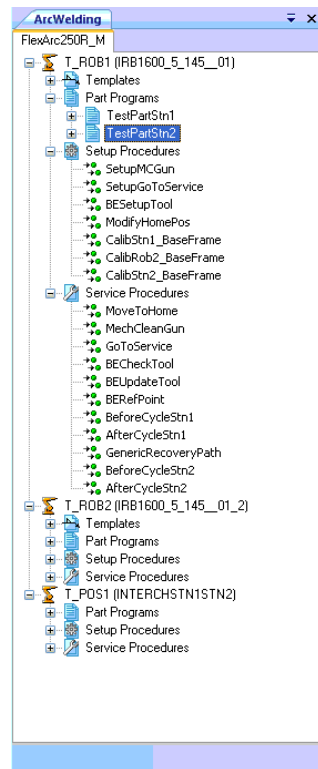 ArcWelding
FlexArc250R_M
T_ROB1 (IRB1600_5_145__01)
Templates
Part Programs
TestPartStn1
TestPartStn2
Setup Procedures
SetupMCGun
SetupGoToService
BESetupTool
ModifyHomePos
CalibStn1_BaseFrame
CalibRob2_BaseFrame
CalibStn2_BaseFrame
Service Procedures
MoveToHome
MechCleanGun
GoToService
BECheckTool
BEUpdateTool
BERefPoint
BeforeCycleStn1
AfterCycleStn1
GenericRecoveryPath
BeforeCycleStn2
AfterCycleStn2
T_ROB2 (IRB1600_5_145__01_2)
Templates
Part Programs
Setup Procedures
Service Procedures
T_POS1 (INTERCHSTN1STN2)
Part Programs
Setup Procedures
Service Procedures